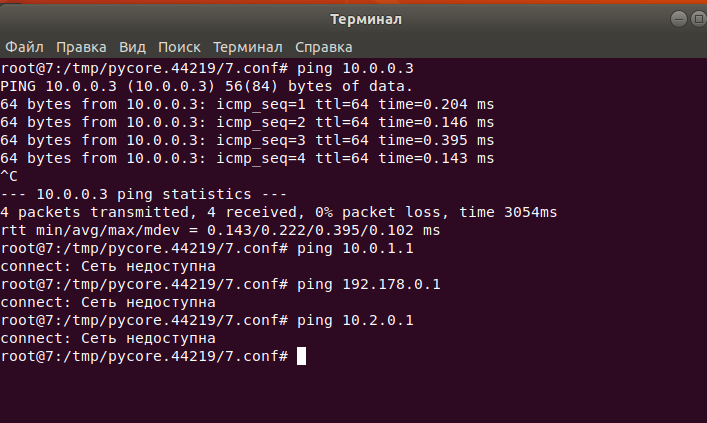 Терминал
Файл Правка Вид Поиск Терминал Справка
root@7:/tmp/pycore.44219/7.conf# ping 10.0.0.3
PING 10.0.0.3 (10.0.0.3) 56(84) bytes of data.
64 bytes from 10.0.0.3: icmp_seq=1 ttl=64 time=0.204 ms
64 bytes from 10.0.0.3: icmp_seq=2 ttl=64 time=0.146 ms
64 bytes from 10.0.0.3: icmp_seq=3 ttl=64 time=0.395 ms
64 bytes from 10.0.0.3: icmp_seq=4 ttl=64 time=0.143 ms
^C
--- 10.0.0.3 ping statistics ---
4 packets transmitted, 4 received, 0% packet loss, time 3054ms
rtt min/avg/max/mdev = 0.143/0.222/0.395/0.102 ms
root@7:/tmp/pycore.44219/7.conf# ping 10.0.1.1
connect: Сеть недоступна
root@7:/tmp/pycore.44219/7.conf# ping 192.178.0.1
connect: Сеть недоступна
root@7:/tmp/pycore.44219/7.conf# ping 10.2.0.1
connect: Сеть недоступна
root@7:/tmp/pycore.44219/7.conf#